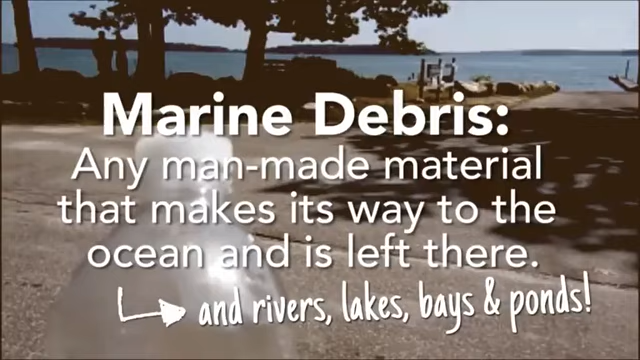 Marine Debris:
Any man-made material
that makes its way to the
ocean and is left there.
and rivers, lakes, bays & ponds!